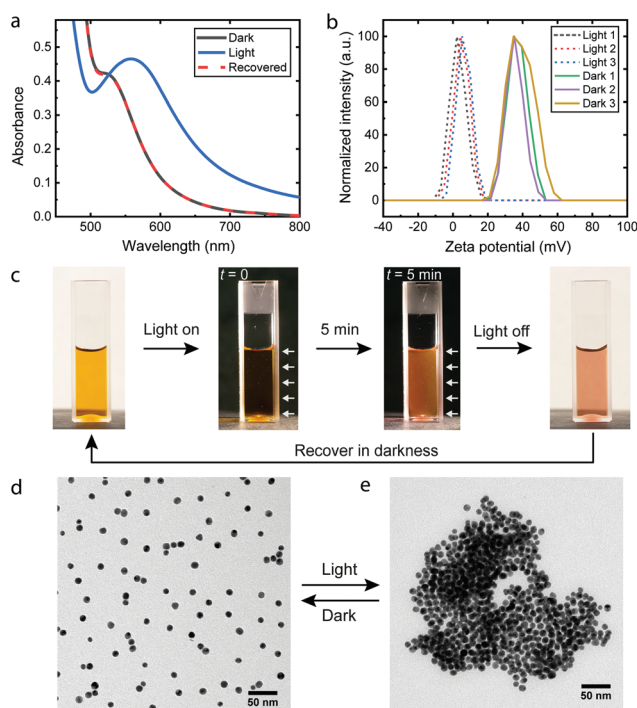 a
0.5
0.4
0.3
0.2
0.1
0.0
Absorbance
500
600
700
800
Wavelength (nm)
Dark
Light
Recovered
b
100
80
60
40
20
0
Normalized intensity (a.u.)
-40
-20
0
20
40
60
80
100
Zeta potential (mV)
Light 1
Light 2
Light 3
Dark 1
Dark 2
Dark 3
c
Light on
t = 0
5 min
t = 5 min
Light off
Recover in darkness
d
50 nm
Light
Dark
e
50 nm